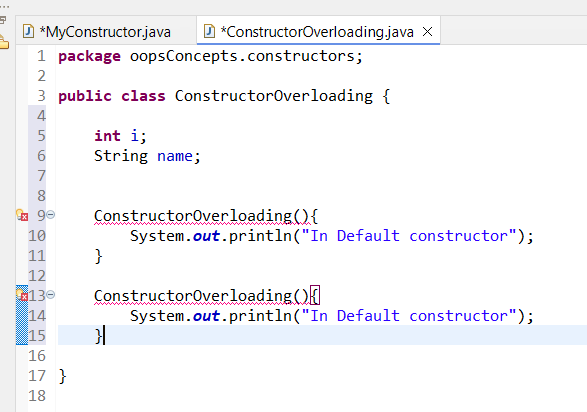 *MyConstructor.java *ConstructorOverloading.java
1 package oopsConcepts.constructors;
2
3 public class ConstructorOverloading {
4
5 int i;
6 String name;
7
8
9 ConstructorOverloading(){
10 System.out.println("In Default constructor");
11 }
12
13 ConstructorOverloading(){
14 System.out.println("In Default constructor");
15 }
16
17 }
18